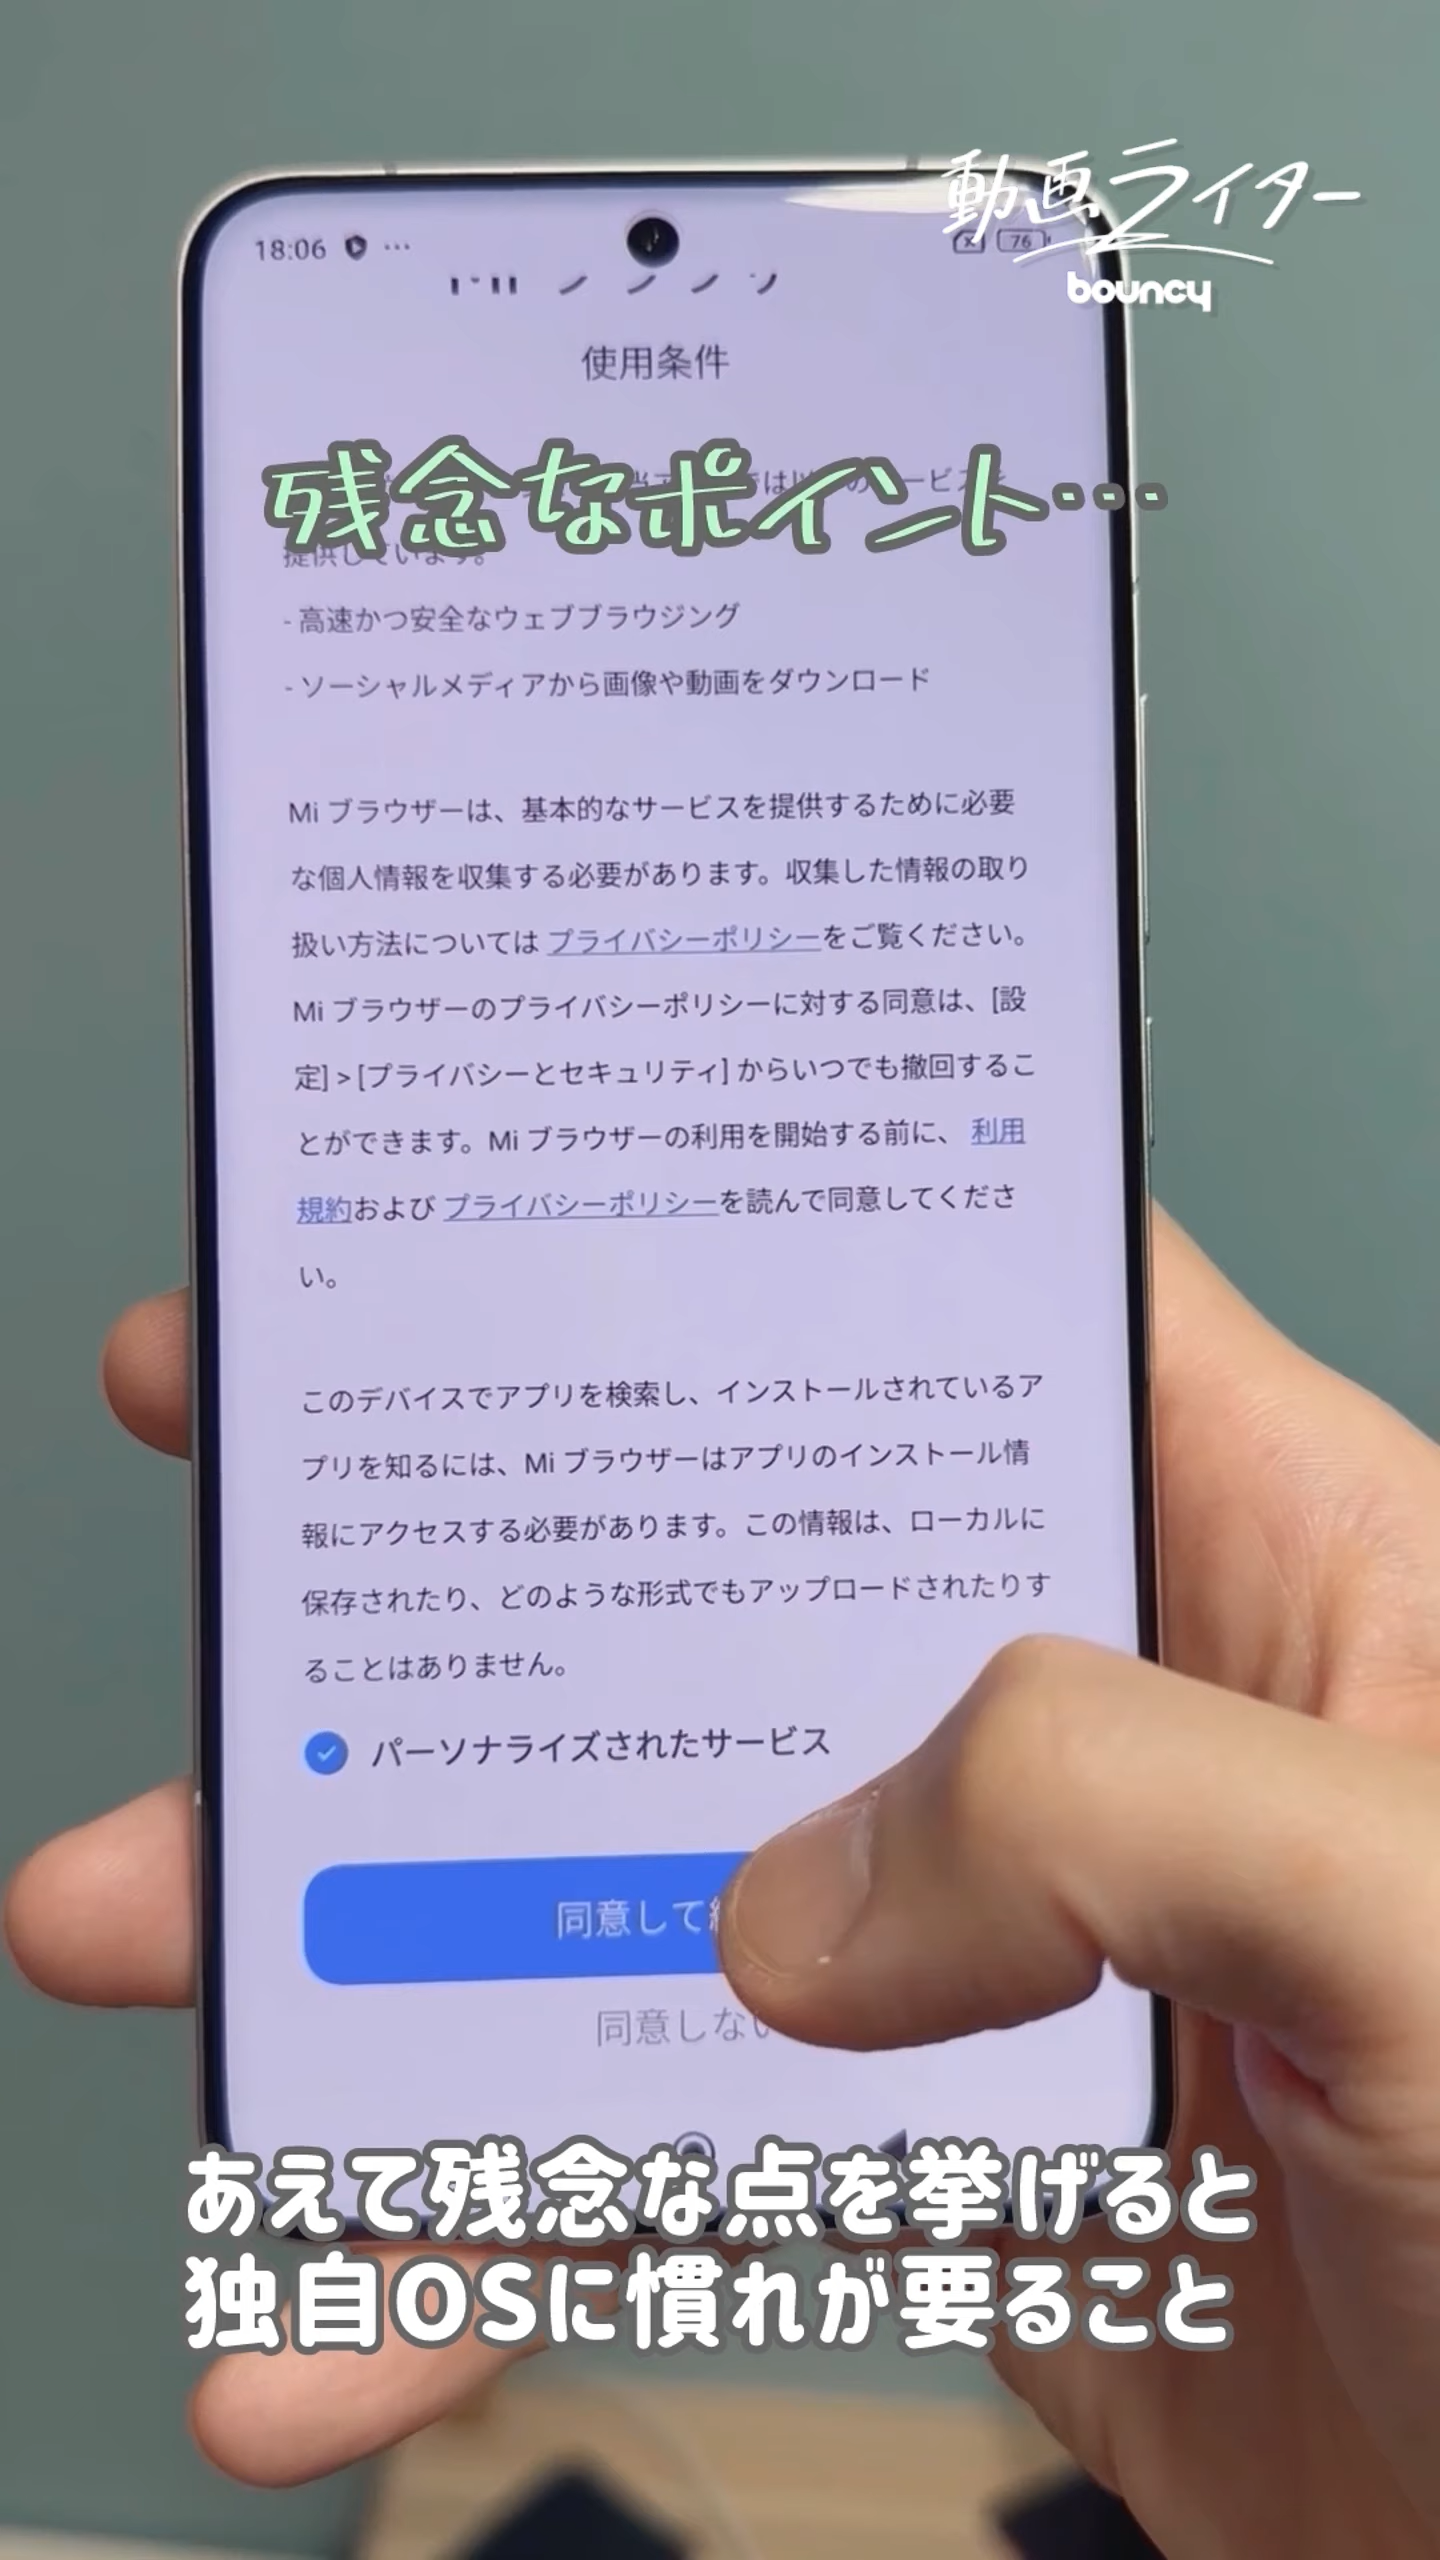 動画ライター
bouncy
18:06
76
使用条件
残念なポイント…
は以
提供しています。
- 高速かつ安全なウェブブラウジング
- ソーシャルメディアから画像や動画をダウンロード
Mi ブラウザーは、基本的なサービスを提供するために必要
な個人情報を収集する必要があります。収集した情報の取り
扱い方法については プライバシーポリシーをご覧ください。
Mi ブラウザーのプライバシーポリシーに対する同意は、[設
定] > [プライバシーとセキュリティ] からいつでも撤回するこ
とができます。Mi ブラウザーの利用を開始する前に、 利用
規約および プライバシーポリシーを読んで同意してくださ
い。
このデバイスでアプリを検索し、インストールされているア
プリを知るには、Mi ブラウザーはアプリのインストール情
報にアクセスする必要があります。この情報は、ローカルに
保存されたり、どのような形式でもアップロードされたりす
ることはありません。
パーソナライズされたサービス
同意して
同意しない
あえて残念な点を挙げると
独自OSに慣れが要ること